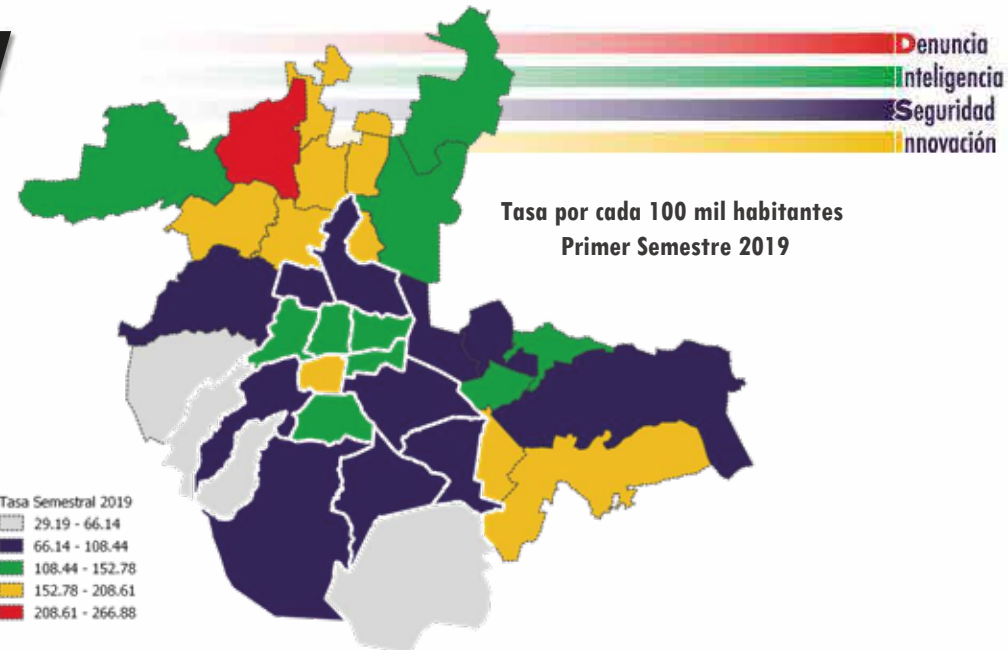 Denuncia
Inteligencia
Seguridad
Innovación
Tasa por cada 100 mil habitantes
Primer Semestre 2019
Tasa Semestral 2019
29.19 - 66.14
66.14 - 108.44
108.44 - 152.78
152.78 - 208.61
208.61 - 266.88